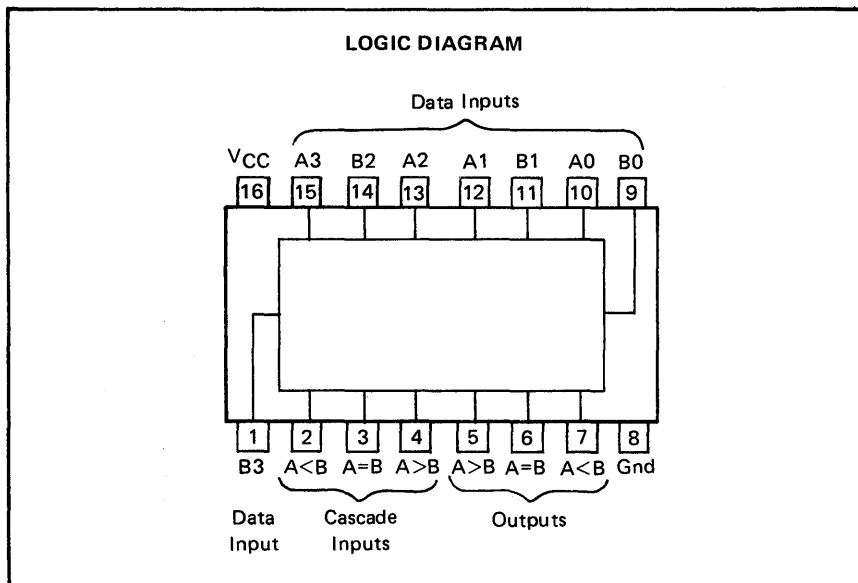 LOGIC DIAGRAM
Data Inputs
VCC A3 B2 A2 A1 B1 A0 B0
16 15 14 13 12 11 10 9
1 2 3 4 5 6 7 8
B3 A<B A=B A>B A>B A=B A<B Gnd
Data Cascade Outputs
Input Inputs